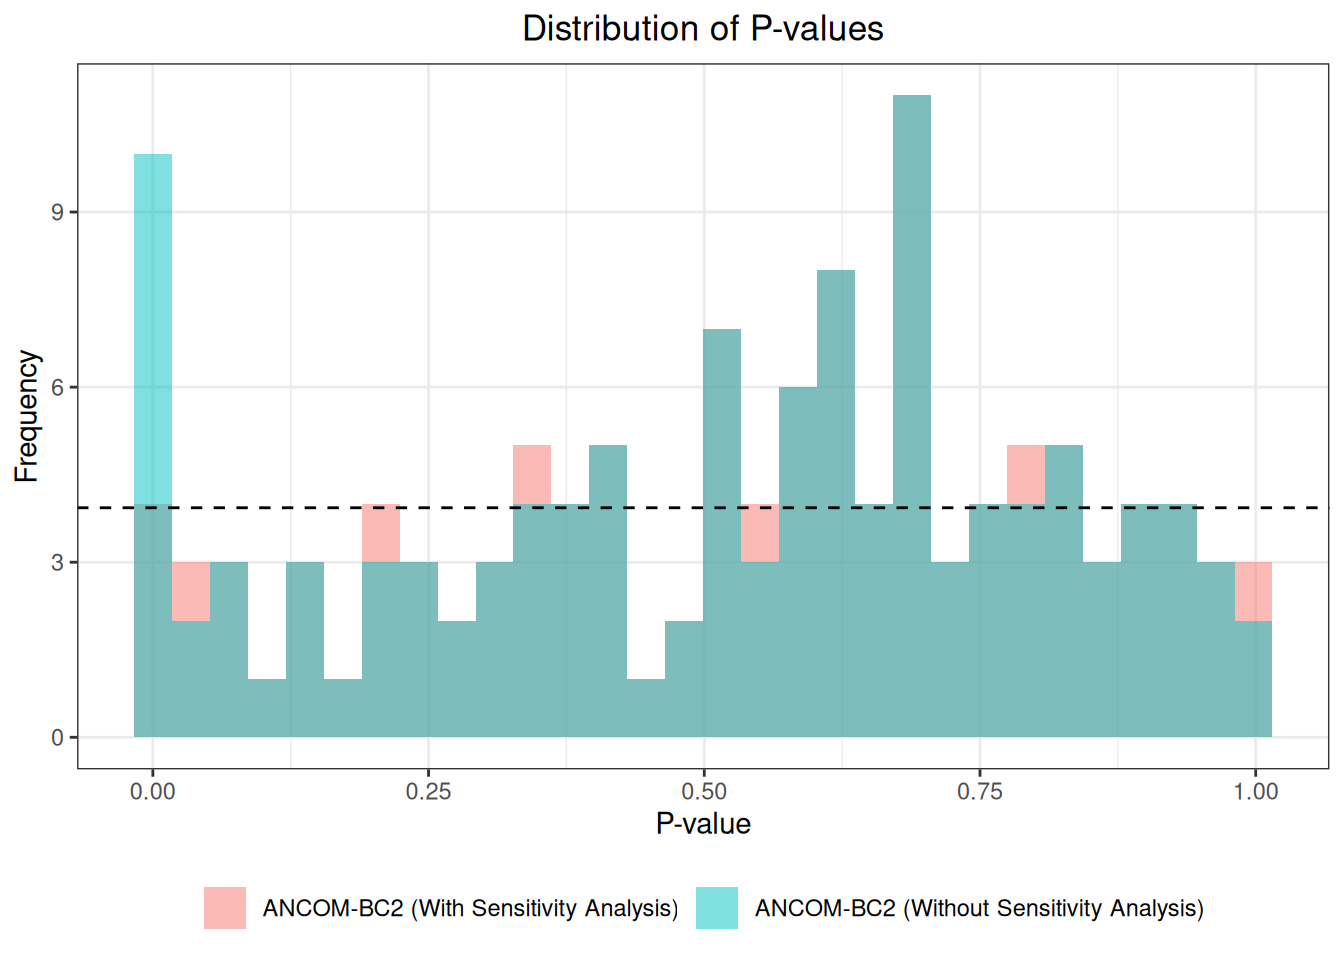 Distribution of P-values
Frequency
9
6
3
0
0.00 0.25 0.50 0.75 1.00
P-value
ANCOM-BC2 (With Sensitivity Analysis) ANCOM-BC2 (Without Sensitivity Analysis)